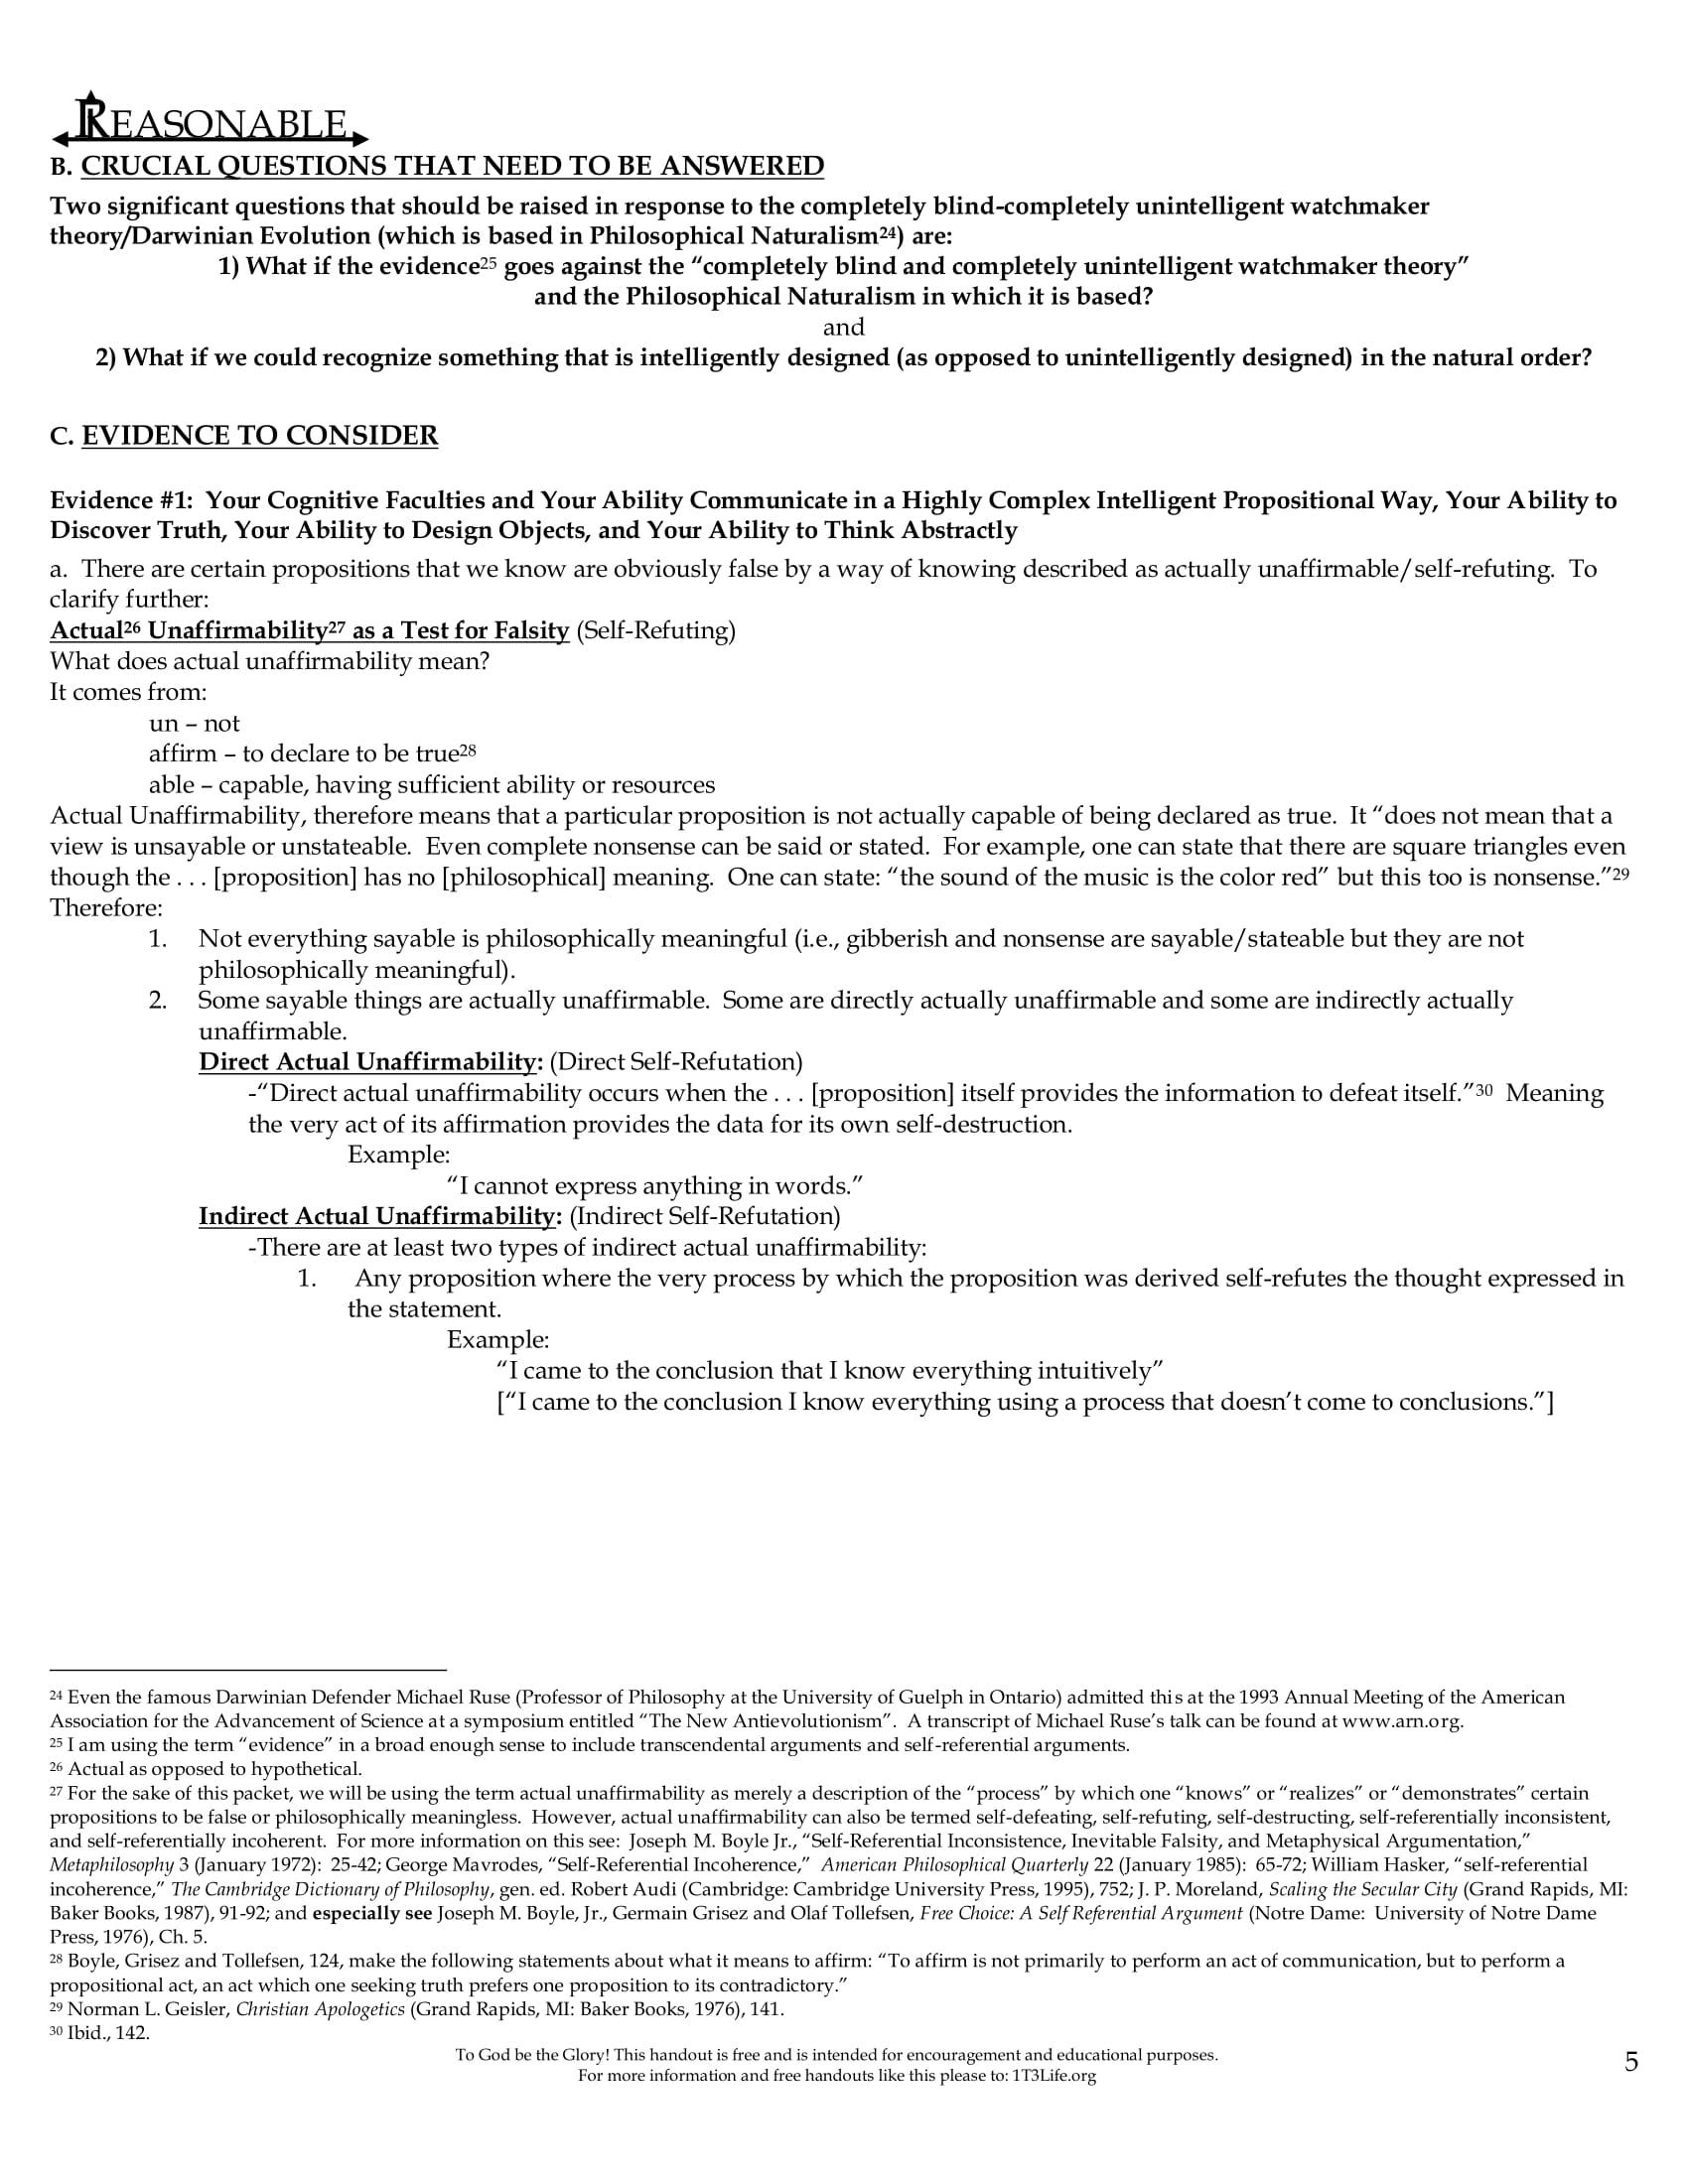 REASONABLE
B. CRUCIAL QUESTIONS THAT NEED TO BE ANSWERED
Two significant questions that should be raised in response to the completely blind-completely unintelligent watchmaker
theory/Darwinian Evolution (which is based in Philosophical Naturalism24) are:
1) What if the evidence25 goes against the “completely blind and completely unintelligent watchmaker theory”
and the Philosophical Naturalism in which it is based?
and
2) What if we could recognize something that is intelligently designed (as opposed to unintelligently designed) in the natural order?
C. EVIDENCE TO CONSIDER
Evidence #1:  Your Cognitive Faculties and Your Ability Communicate in a Highly Complex Intelligent Propositional Way, Your Ability to
Discover Truth, Your Ability to Design Objects, and Your Ability to Think Abstractly
a.  There are certain propositions that we know are obviously false by a way of knowing described as actually unaffirmable/self-refuting.  To
clarify further:
Actual26 Unaffirmability27 as a Test for Falsity (Self-Refuting)
What does actual unaffirmability mean?
It comes from:
un – not
affirm – to declare to be true28
able – capable, having sufficient ability or resources
Actual Unaffirmability, therefore means that a particular proposition is not actually capable of being declared as true.  It “does not mean that a
view is unsayable or unstateable.  Even complete nonsense can be said or stated.  For example, one can state that there are square triangles even
though the . . . [proposition] has no [philosophical] meaning.  One can state: “the sound of the music is the color red” but this too is nonsense.”29
Therefore:
1. Not everything sayable is philosophically meaningful (i.e., gibberish and nonsense are sayable/stateable but they are not
philosophically meaningful).
2. Some sayable things are actually unaffirmable.  Some are directly actually unaffirmable and some are indirectly actually
unaffirmable.
Direct Actual Unaffirmability: (Direct Self-Refutation)
-“Direct actual unaffirmability occurs when the . . . [proposition] itself provides the information to defeat itself.”30  Meaning
the very act of its affirmation provides the data for its own self-destruction.
Example:
“I cannot express anything in words.”
Indirect Actual Unaffirmability: (Indirect Self-Refutation)
-There are at least two types of indirect actual unaffirmability:
1. Any proposition where the very process by which the proposition was derived self-refutes the thought expressed in
the statement.
Example:
“I came to the conclusion that I know everything intuitively”
[“I came to the conclusion I know everything using a process that doesn’t come to conclusions.”]
24 Even the famous Darwinian Defender Michael Ruse (Professor of Philosophy at the University of Guelph in Ontario) admitted this at the 1993 Annual Meeting of the American
Association for the Advancement of Science at a symposium entitled “The New Antievolutionism”.  A transcript of Michael Ruse’s talk can be found at www.arn.org.
25 I am using the term “evidence” in a broad enough sense to include transcendental arguments and self-referential arguments.
26 Actual as opposed to hypothetical.
27 For the sake of this packet, we will be using the term actual unaffirmability as merely a description of the “process” by which one “knows” or “realizes” or “demonstrates” certain
propositions to be false or philosophically meaningless.  However, actual unaffirmability can also be termed self-defeating, self-refuting, self-destructing, self-referentially inconsistent,
and self-referentially incoherent.  For more information on this see:  Joseph M. Boyle Jr., “Self-Referential Inconsistence, Inevitable Falsity, and Metaphysical Argumentation,”
Metaphilosophy 3 (January 1972):  25-42; George Mavrodes, “Self-Referential Incoherence,”  American Philosophical Quarterly 22 (January 1985):  65-72; William Hasker, “self-referential
incoherence,” The Cambridge Dictionary of Philosophy, gen. ed. Robert Audi (Cambridge: Cambridge University Press, 1995), 752; J. P. Moreland, Scaling the Secular City (Grand Rapids, MI:
Baker Books, 1987), 91-92; and especially see Joseph M. Boyle, Jr., Germain Grisez and Olaf Tollefsen, Free Choice: A Self Referential Argument (Notre Dame:  University of Notre Dame
Press, 1976), Ch. 5.
28 Boyle, Grisez and Tollefsen, 124, make the following statements about what it means to affirm: “To affirm is not primarily to perform an act of communication, but to perform a
propositional act, an act which one seeking truth prefers one proposition to its contradictory.”
29 Norman L. Geisler, Christian Apologetics (Grand Rapids, MI: Baker Books, 1976), 141.
30 Ibid., 142.
To God be the Glory! This handout is free and is intended for encouragement and educational purposes.
For more information and free handouts like this please to: 1T3Life.org
5